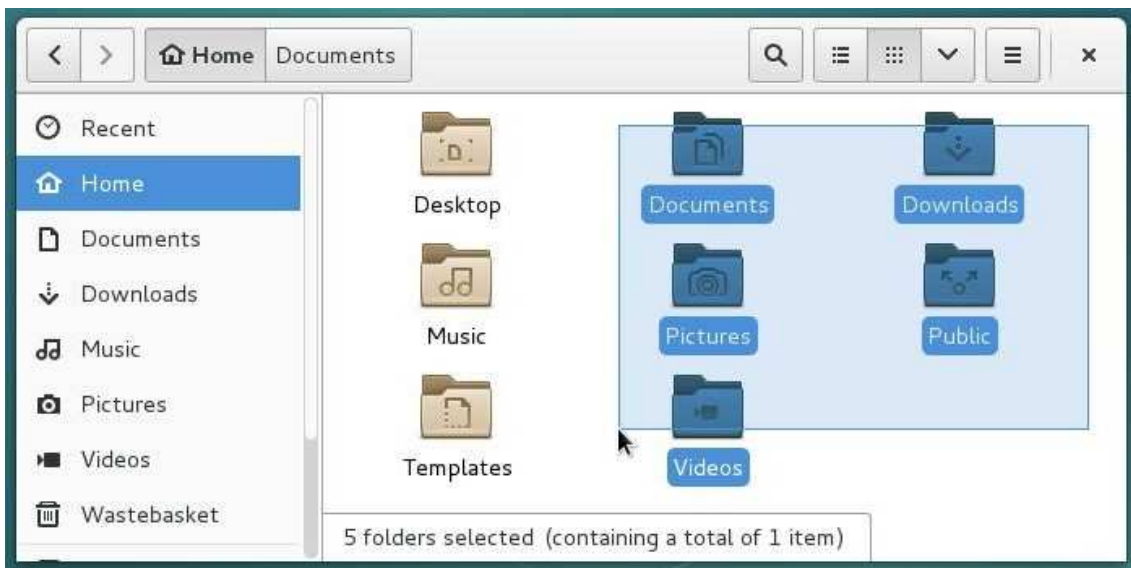 Home Documents
Recent
Home
Documents
Downloads
Music
Pictures
Videos
Wastebasket
Desktop Documents Downloads
Music Pictures Public
Templates Videos
5 folders selected (containing a total of 1 item)